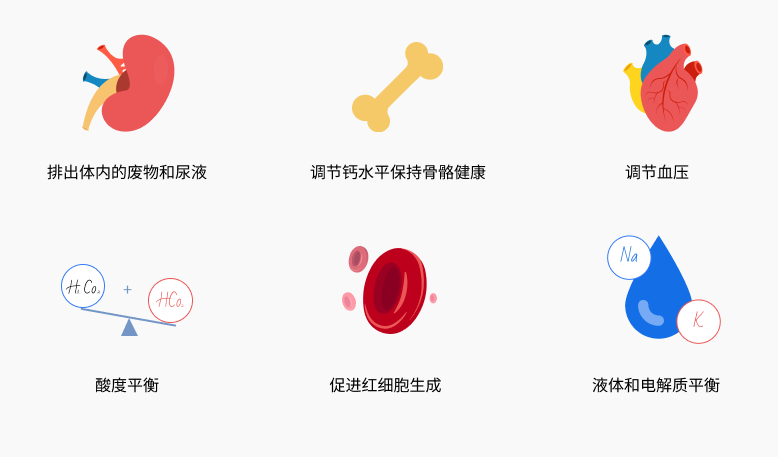 排出体内的废物和尿液
调节钙水平保持骨骼健康
调节血压
+
酸度平衡
促进红细胞生成
Na
K
液体和电解质平衡